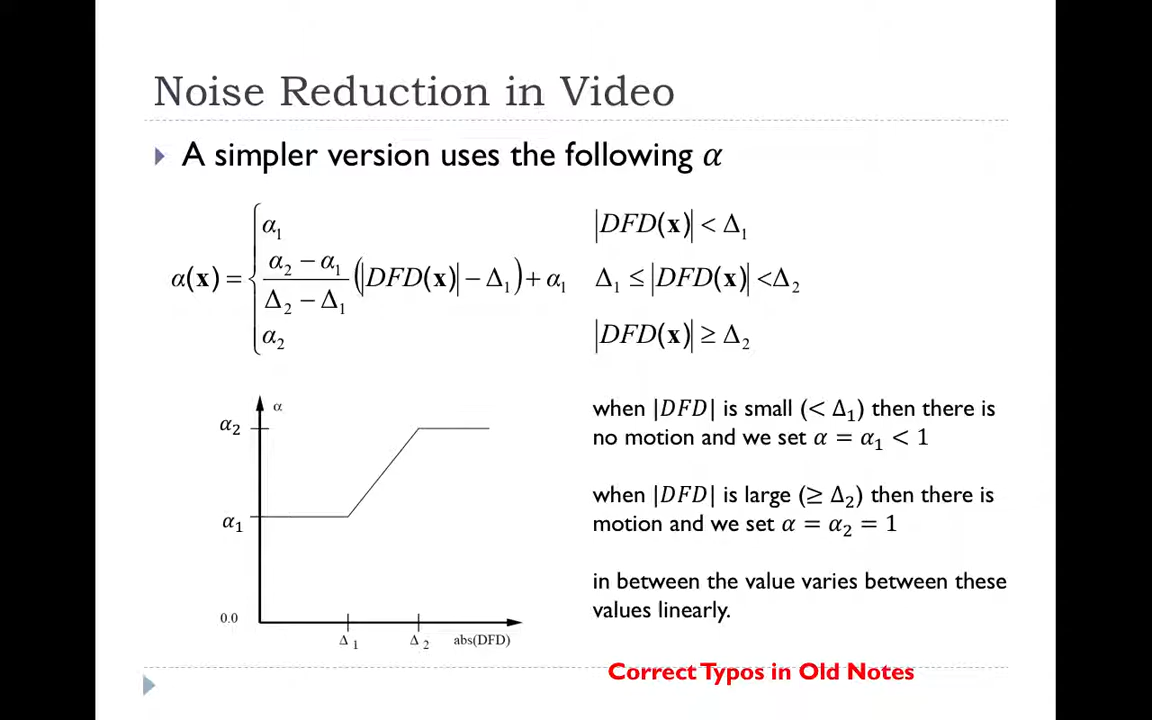 Noise Reduction in Video
A simpler version uses the following α
α(x) = { α₁   |DFD(x)| < Δ₁
(α₂ − α₁)/(Δ₂ − Δ₁) (|DFD(x)| − Δ₁) + α₁   Δ₁ ≤ |DFD(x)| < Δ₂
α₂   |DFD(x)| ≥ Δ₂
α
α₂
α₁
0.0
Δ 1   Δ 2   abs(DFD)
when |DFD| is small (< Δ₁) then there is
no motion and we set α = α₁ < 1
when |DFD| is large (≥ Δ₂) then there is
motion and we set α = α₂ = 1
in between the value varies between these
values linearly.
Correct Typos in Old Notes